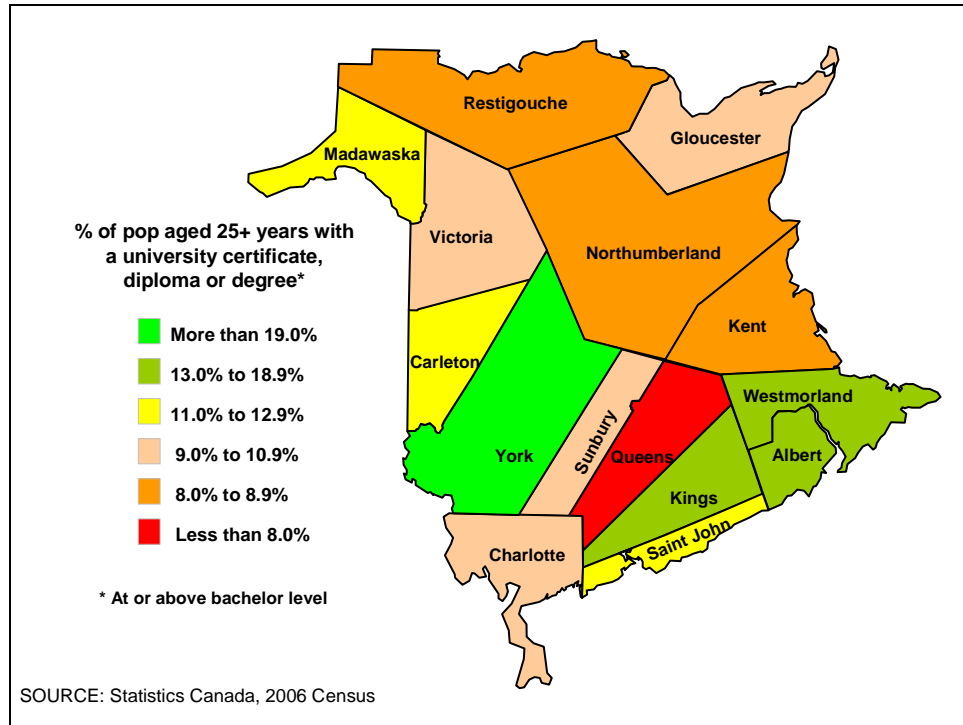 Restigouche
Gloucester
Madawaska
% of pop aged 25+ years with
a university certificate,
diploma or degree*
Victoria
Northumberland
More than 19.0%
Kent
13.0% to 18.9%
Carleton
Westmorland
11.0% to 12.9%
Sunbury
9.0% to 10.9%
York
Queens
Albert
8.0% to 8.9%
Kings
Less than 8.0%
Saint John
Charlotte
* At or above bachelor level
SOURCE: Statistics Canada, 2006 Census